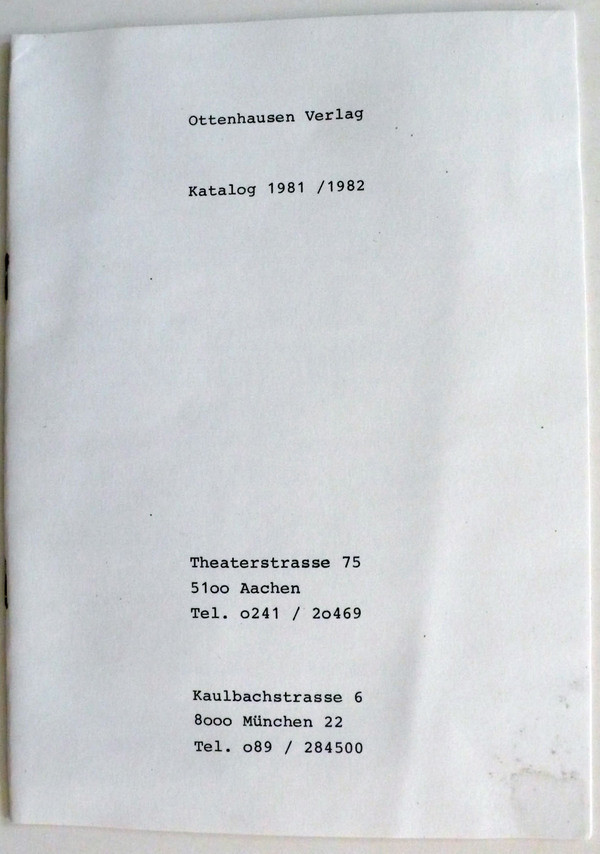 Ottenhausen Verlag
Katalog 1981 /1982
Theaterstrasse 75
51oo Aachen
Tel. o241 / 2o469
Kaulbachstrasse 6
8ooo München 22
Tel. o89 / 284500